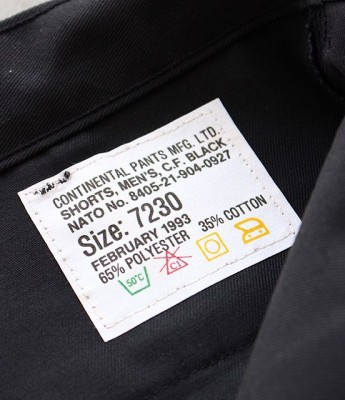 CONTINENTAL PANTS MFG. LTD.
SHORTS, MEN'S, C.F. BLACK
NATO No. 8405-21-904-0927
Size: 7230
FEBRUARY 1993
65% POLYESTER 35% COTTON
50°C CL